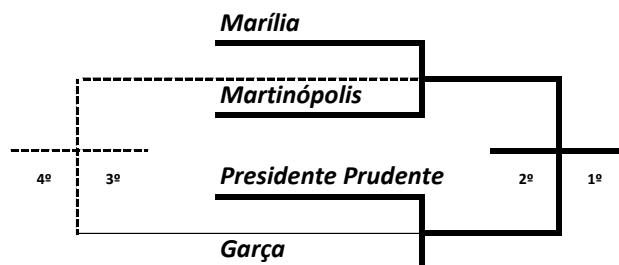 Marília
Martinópolis
4º 3º
Presidente Prudente
2º 1º
Garça